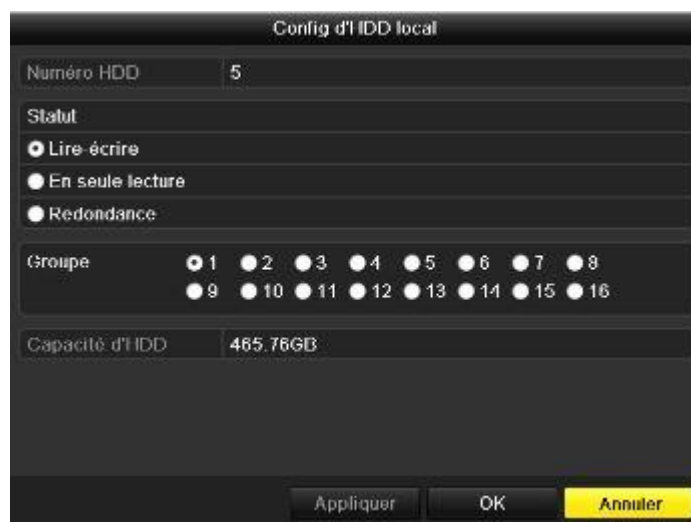 Config d'HDD local
Numéro HDD 5
Statut
Lire-écrire
En seule lecture
Redondance
Groupe 1 2 3 4 5 6 7 8
9 10 11 12 13 14 15 16
Capacité d'HDD 465.76GB
Appliquer OK Annuler